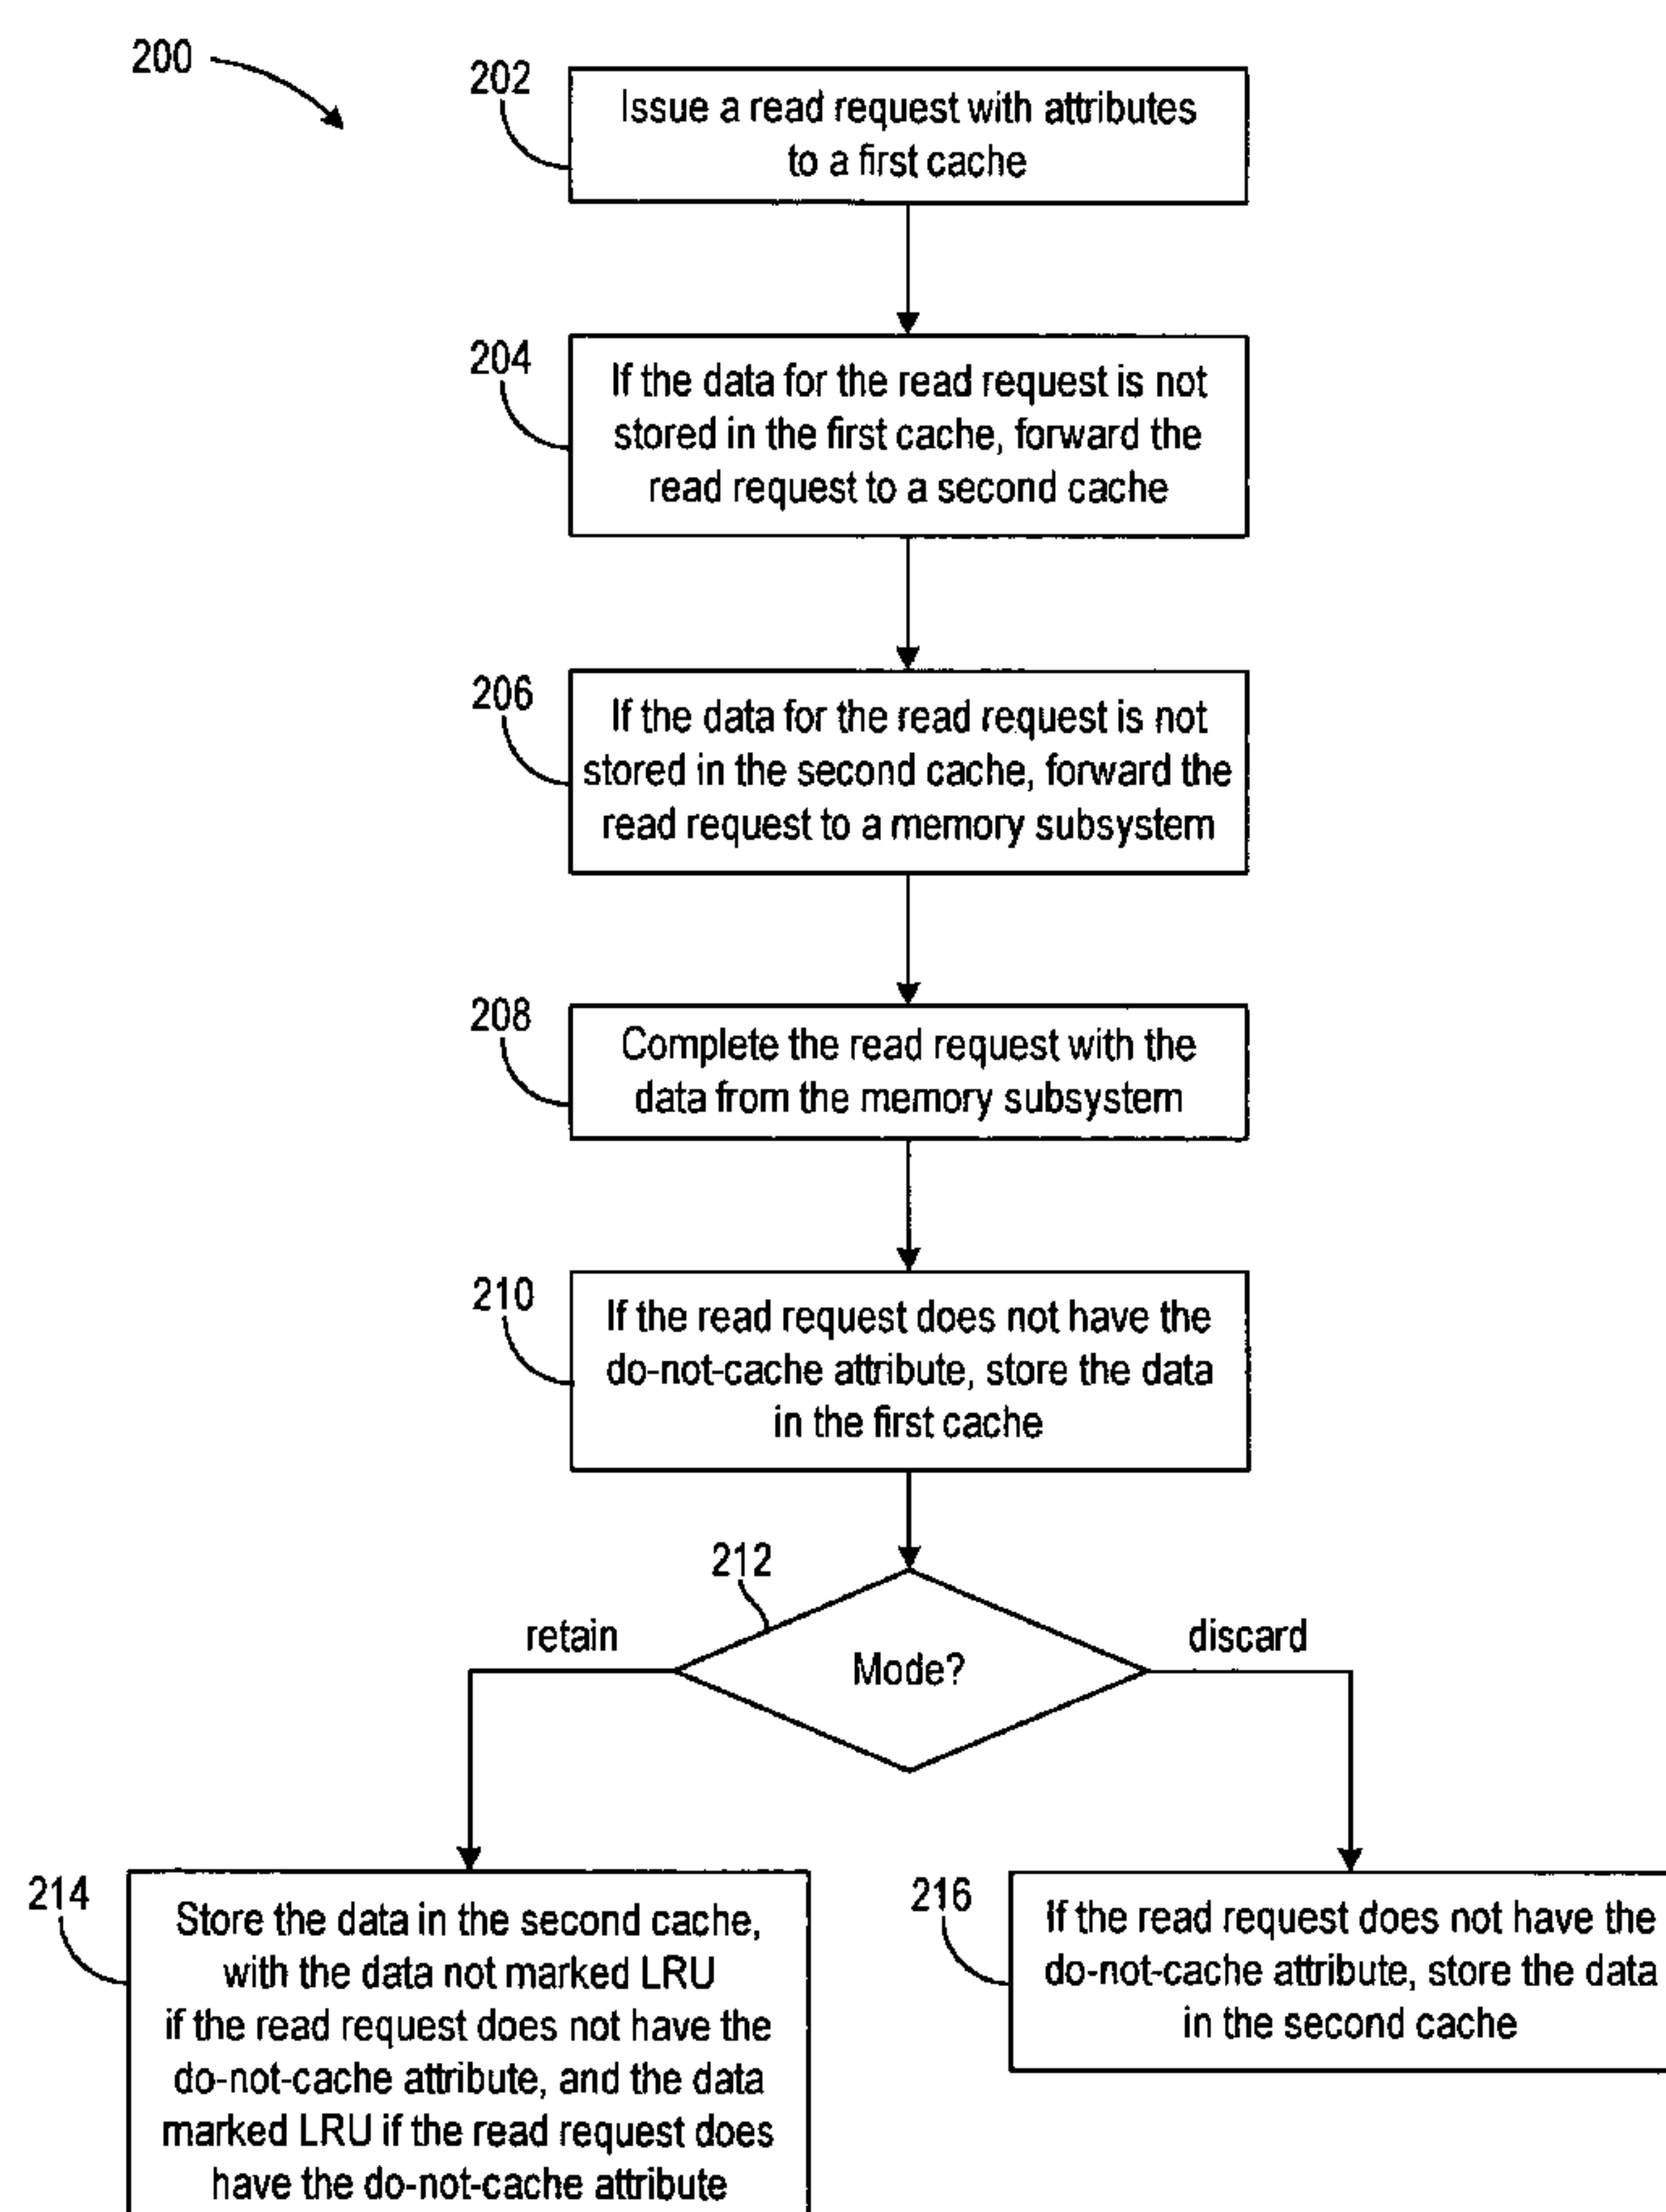 200
202
Issue a read request with attributes
to a first cache
204
If the data for the read request is not
stored in the first cache, forward the
read request to a second cache
206
If the data for the read request is not
stored in the second cache, forward the
read request to a memory subsystem
208
Complete the read request with the
data from the memory subsystem
210
If the read request does not have the
do-not-cache attribute, store the data
in the first cache
212
retain
Mode?
discard
214
Store the data in the second cache,
with the data not marked LRU
if the read request does not have the
do-not-cache attribute, and the data
marked LRU if the read request does
have the do-not-cache attribute
216
If the read request does not have the
do-not-cache attribute, store the data
in the second cache